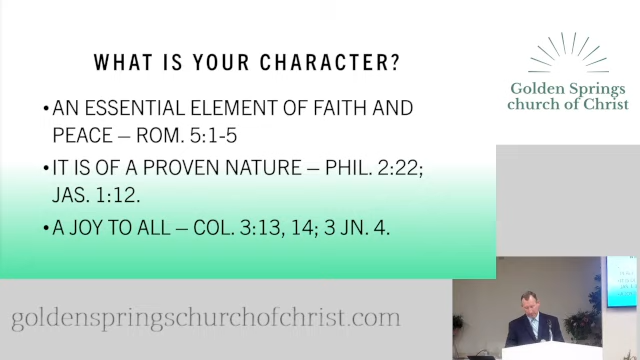 WHAT IS YOUR CHARACTER?
• AN ESSENTIAL ELEMENT OF FAITH AND
PEACE – ROM. 5:1-5
• IT IS OF A PROVEN NATURE – PHIL. 2:22;
JAS. 1:12.
• A JOY TO ALL – COL. 3:13, 14; 3 JN. 4.
Golden Springs
church of Christ
goldenspringschurchofchrist.com